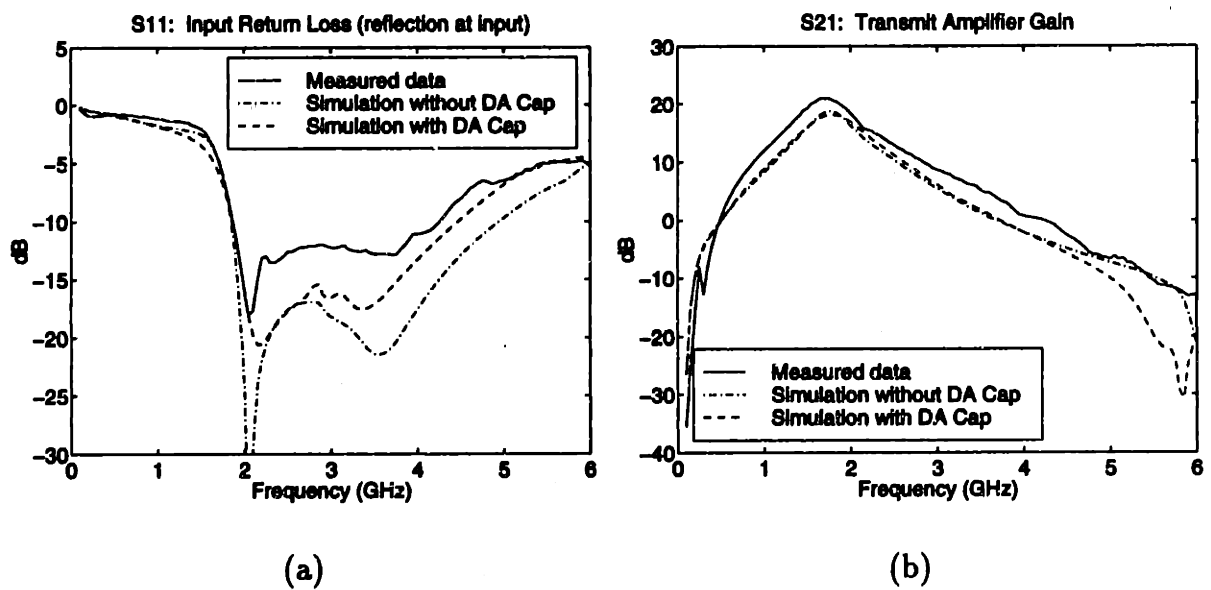 S11: Input Return Loss (reflection at input)
5
0
−5
−10
−15
−20
−25
−30
dB
Measured data
Simulation without DA Cap
Simulation with DA Cap
0 1 2 3 4 5 6
Frequency (GHz)
(a)
S21: Transmit Amplifier Gain
30
20
10
0
−10
−20
−30
−40
dB
Measured data
Simulation without DA Cap
Simulation with DA Cap
0 1 2 3 4 5 6
Frequency (GHz)
(b)